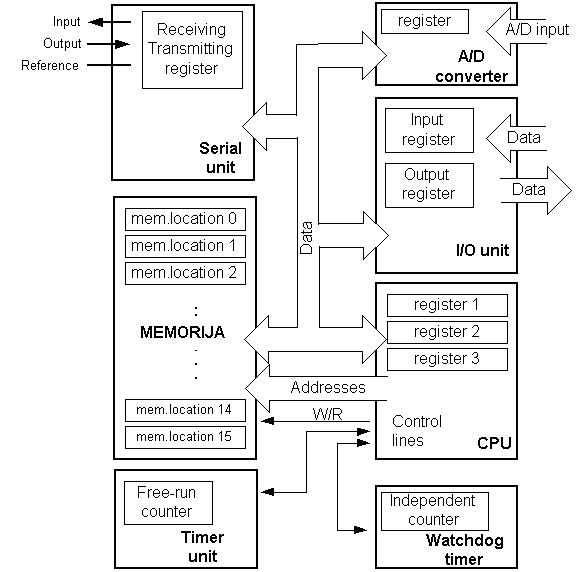 Input
Output
Reference
Receiving
Transmitting
register
Serial
unit
register
A/D input
A/D
converter
Input
register
Data
Output
register
Data
I/O unit
Data
mem.location 0
mem.location 1
mem.location 2
MEMORIJA
mem.location 14
mem.location 15
register 1
register 2
register 3
Addresses
W/R
Control
lines
CPU
Free-run
counter
Timer
unit
Independent
counter
Watchdog
timer